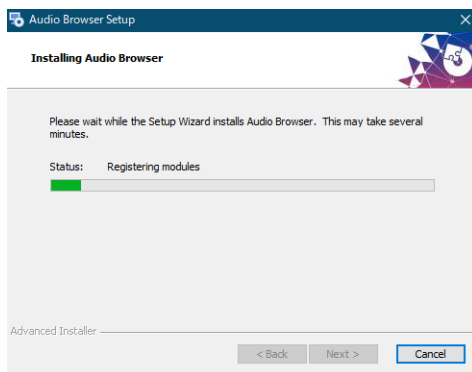 Audio Browser Setup
Installing Audio Browser
Please wait while the Setup Wizard installs Audio Browser. This may take several
minutes.
Status: Registering modules
Advanced Installer
< Back Next > Cancel